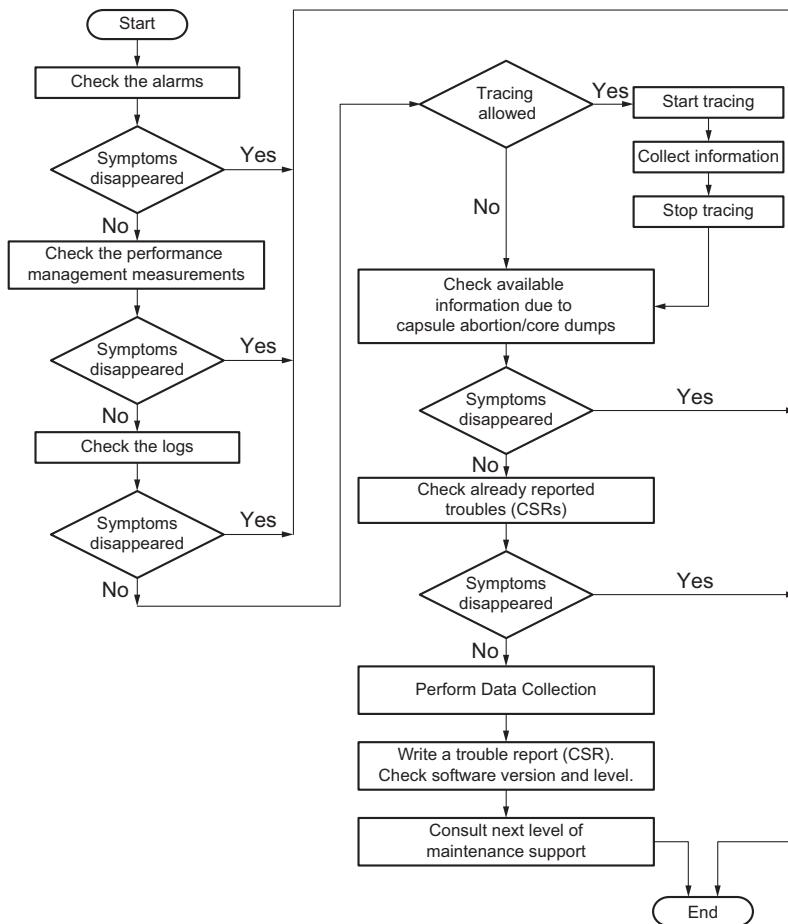 Start
Check the alarms
Symptoms
disappeared
Yes
No
Check the performance
management measurements
Symptoms
disappeared
Yes
No
Check the logs
Symptoms
disappeared
Yes
No
Tracing
allowed
Yes
Start tracing
Collect information
Stop tracing
No
Check available
information due to
capsule abortion/core dumps
Symptoms
disappeared
Yes
No
Check already reported
troubles (CSRs)
Symptoms
disappeared
Yes
No
Perform Data Collection
Write a trouble report (CSR).
Check software version and level.
Consult next level of
maintenance support
End